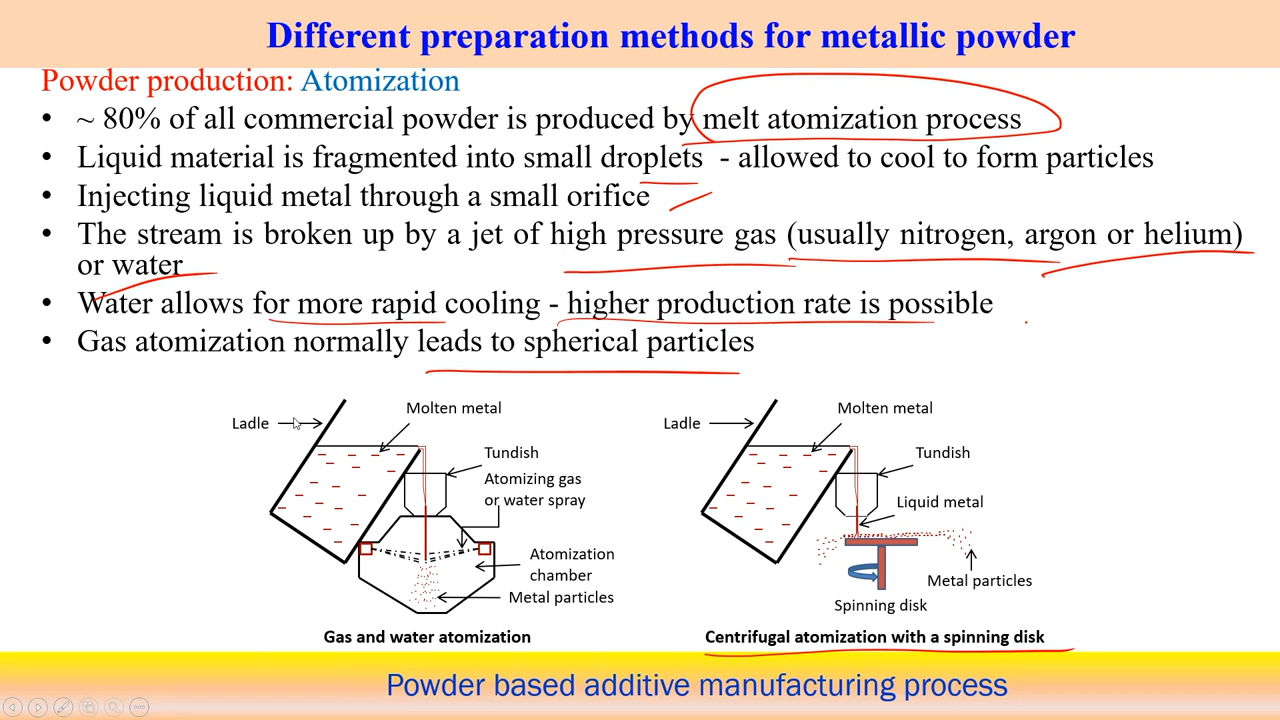 Different preparation methods for metallic powder
Powder production: Atomization
• ~ 80% of all commercial powder is produced by melt atomization process
• Liquid material is fragmented into small droplets - allowed to cool to form particles
• Injecting liquid metal through a small orifice
• The stream is broken up by a jet of high pressure gas (usually nitrogen, argon or helium)
or water
• Water allows for more rapid cooling - higher production rate is possible
• Gas atomization normally leads to spherical particles
Ladle
Molten metal
Tundish
Atomizing gas
or water spray
Atomization
chamber
Metal particles
Gas and water atomization
Ladle
Molten metal
Tundish
Liquid metal
Metal particles
Spinning disk
Centrifugal atomization with a spinning disk
Powder based additive manufacturing process